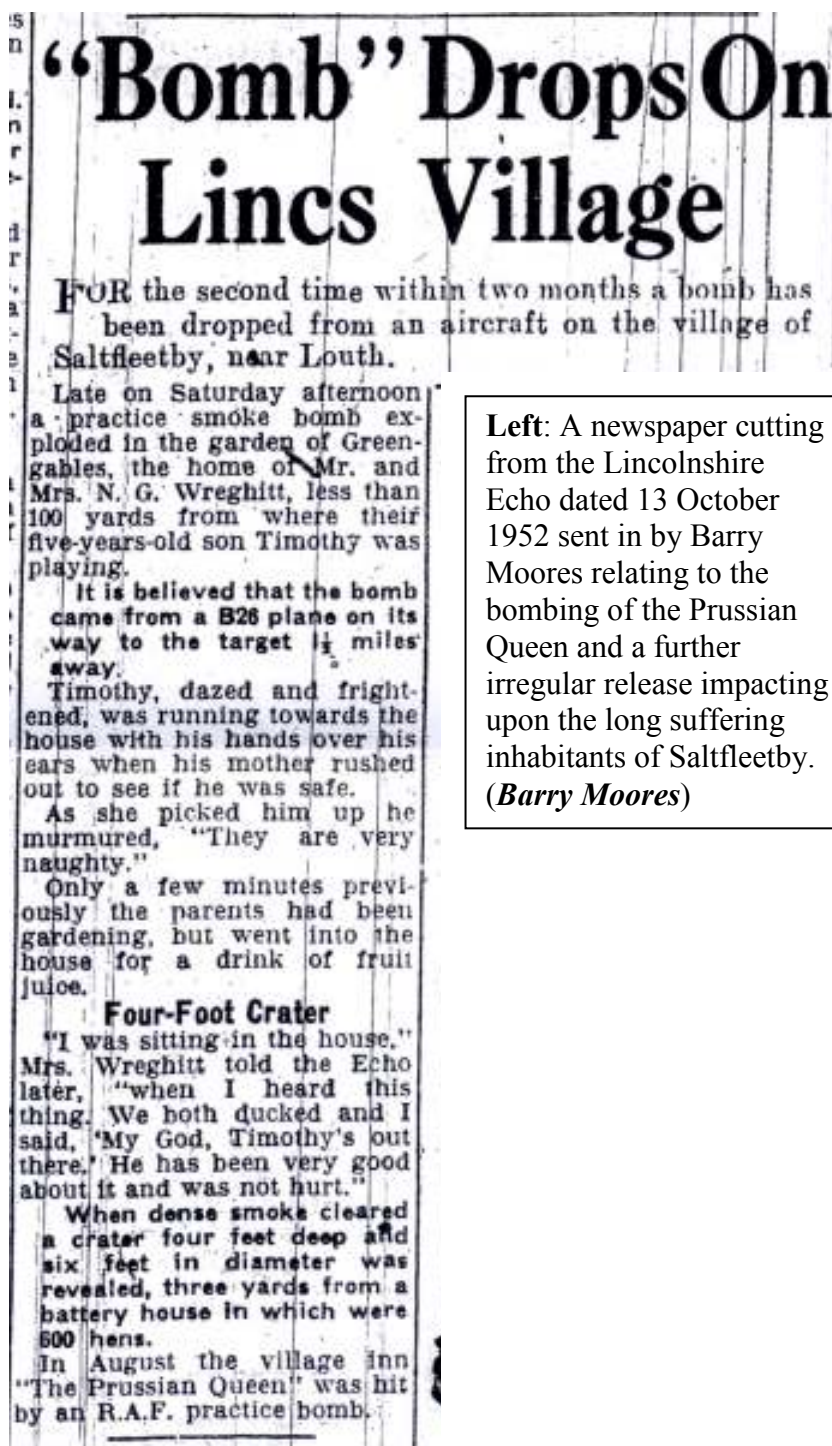 "Bomb" Drops On
Lincs Village
FOR the second time within two months a bomb has
been dropped from an aircraft on the village of
Saltfleetby, near Louth.
Late on Saturday afternoon
a practice smoke bomb ex-
ploded in the garden of Green-
gables, the home of Mr. and
Mrs. N. G. Wreghitt, less than
100 yards from where their
five-years-old son Timothy was
playing.
It is believed that the bomb
came from a B26 plane on its
way to the target 1½ miles
away.
Timothy, dazed and fright-
ened, was running towards the
house with his hands over his
ears when his mother rushed
out to see if he was safe.
As she picked him up he
murmured, "They are very
naughty."
Only a few minutes previ-
ously the parents had been
gardening, but went into the
house for a drink of fruit
juice.
Four-Foot Crater
"I was sitting in the house,"
Mrs. Wreghitt told the Echo
later, "when I heard this
thing. We both ducked and I
said, 'My God, Timothy's out
there.' He has been very good
about it and was not hurt."
When dense smoke cleared
a crater four feet deep and
six feet in diameter was
revealed, three yards from a
battery house in which were
600 hens.
In August the village inn
"The Prussian Queen" was hit
by an R.A.F. practice bomb.
Left: A newspaper cutting
from the Lincolnshire
Echo dated 13 October
1952 sent in by Barry
Moores relating to the
bombing of the Prussian
Queen and a further
irregular release impacting
upon the long suffering
inhabitants of Saltfleetby.
(Barry Moores)